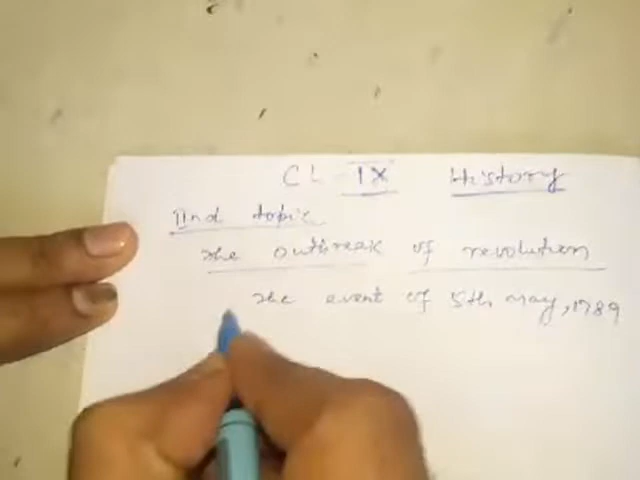 CL - IX History
IInd topic
The outbreak of revolution
The event of 5th may, 1789